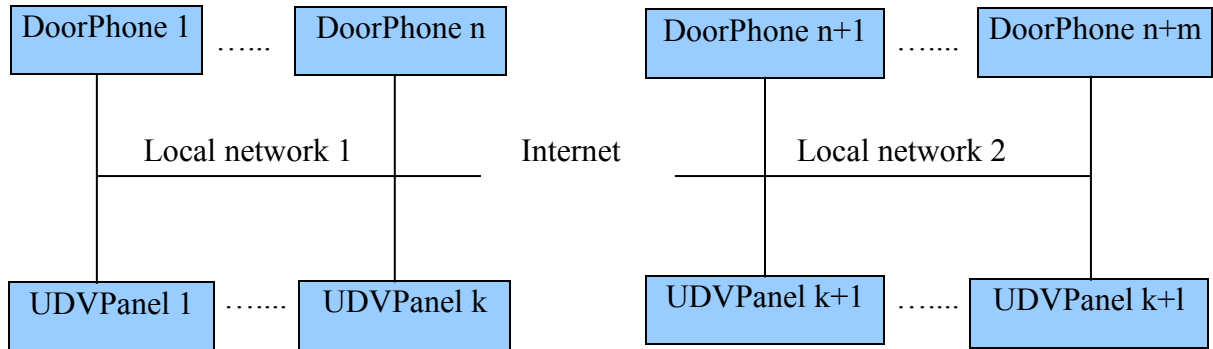 DoorPhone 1 …... DoorPhone n DoorPhone n+1 ….... DoorPhone n+m
Local network 1 Internet Local network 2
UDVPanel 1 ….... UDVPanel k UDVPanel k+1 ….... UDVPanel k+l